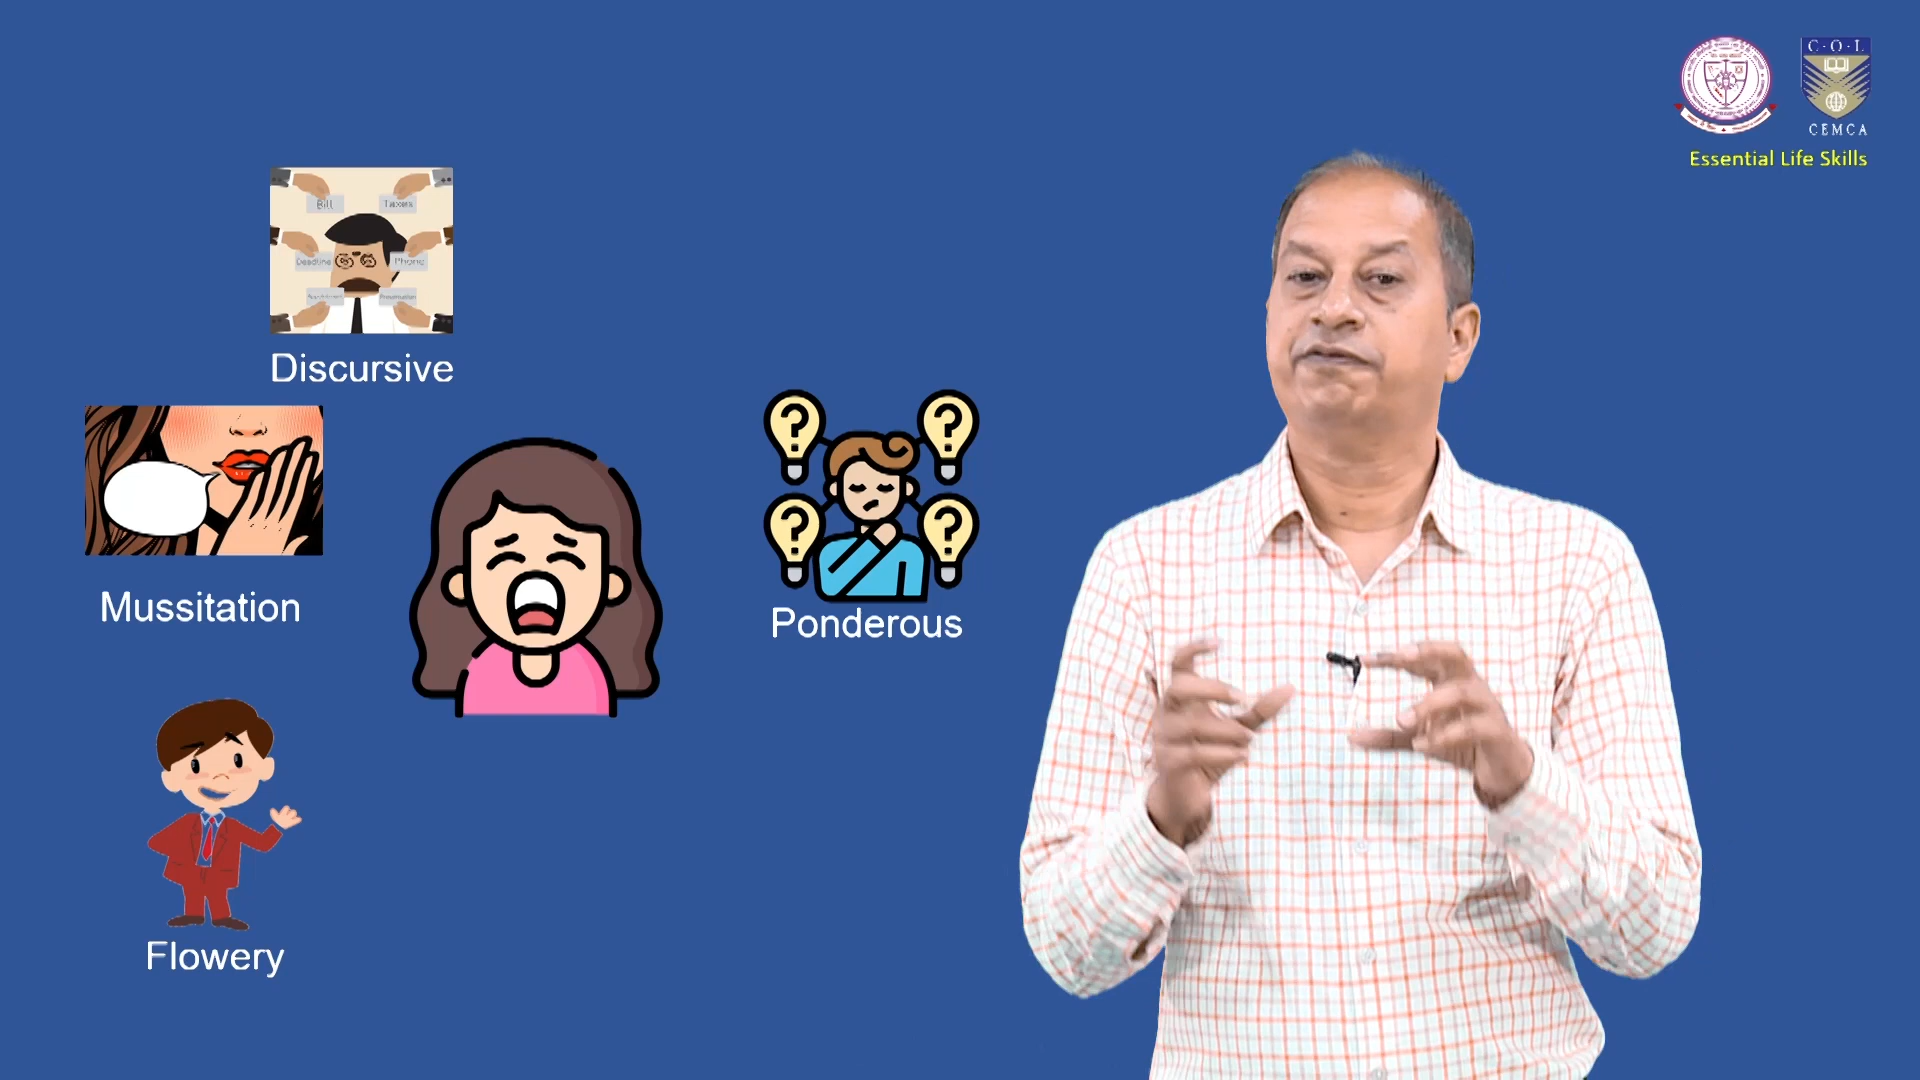 C·O·L
CEMCA
Essential Life Skills
Bill
Taxes
Deadline
Phone
Discursive
Mussitation
Ponderous
Flowery